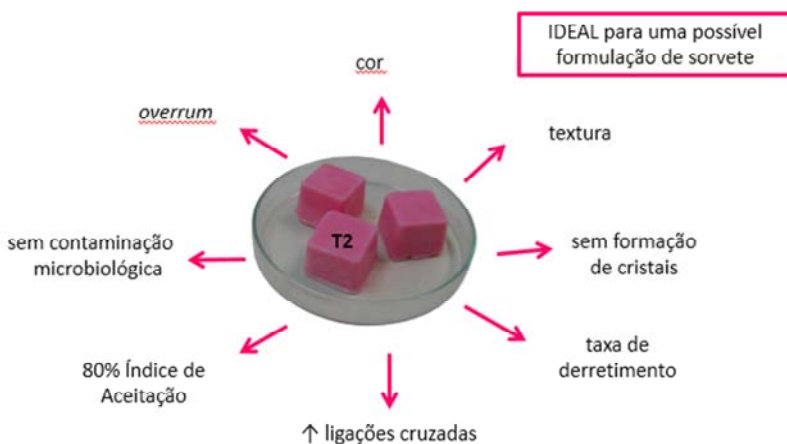 IDEAL para uma possível
formulação de sorvete
cor
overrum
textura
sem contaminação
microbiológica
T2
sem formação
de cristais
80% Índice de
Aceitação
taxa de
derretimento
↑ ligações cruzadas